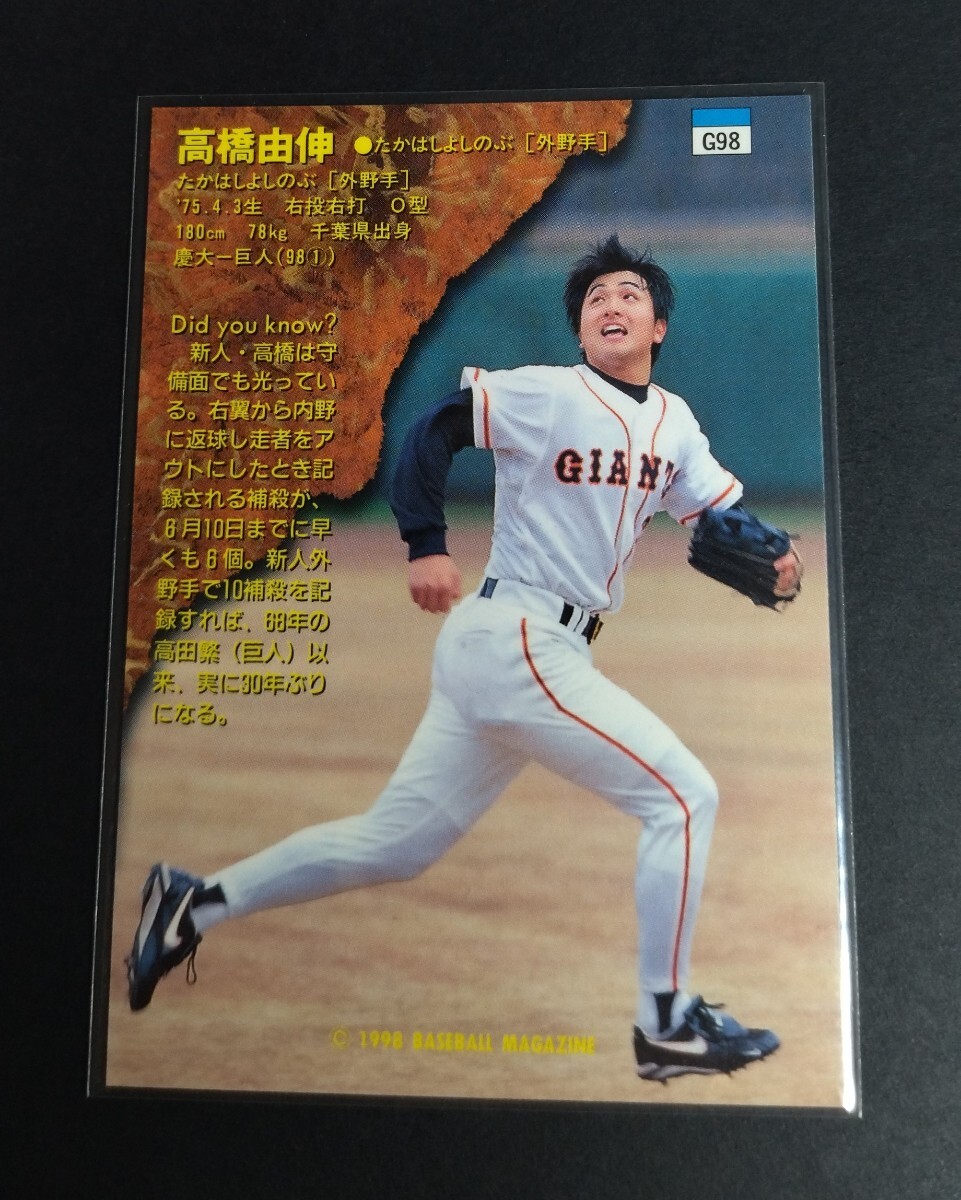 高橋由伸 ●たかはしよしのぶ [外野手]
たかはしよしのぶ [外野手]
'75.4.3生 右投右打 O型
180cm 78kg 千葉県出身
慶大ー巨人(98①)
G98
Did you know?
新人・高橋は守
備面でも光ってい
る。右翼から内野
に返球し走者をア
ウトにしたとき記
録される補殺が、
6月10日までに早
くも6個。新人外
野手で10補殺を記
録すれば、68年の
高田繁（巨人）以
来、実に30年ぶり
になる。
GIANT
© 1998 BASEBALL MAGAZINE